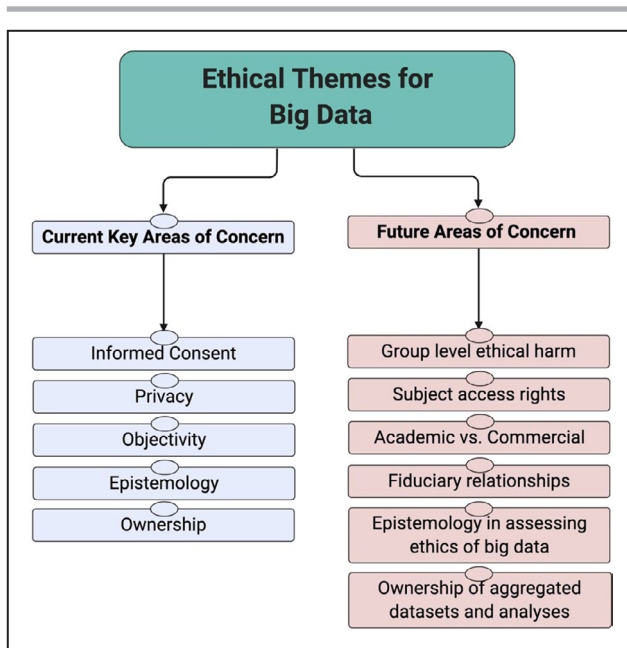 Ethical Themes for
Big Data
Current Key Areas of Concern
Informed Consent
Privacy
Objectivity
Epistemology
Ownership
Future Areas of Concern
Group level ethical harm
Subject access rights
Academic vs. Commercial
Fiduciary relationships
Epistemology in assessing
ethics of big data
Ownership of aggregated
datasets and analyses